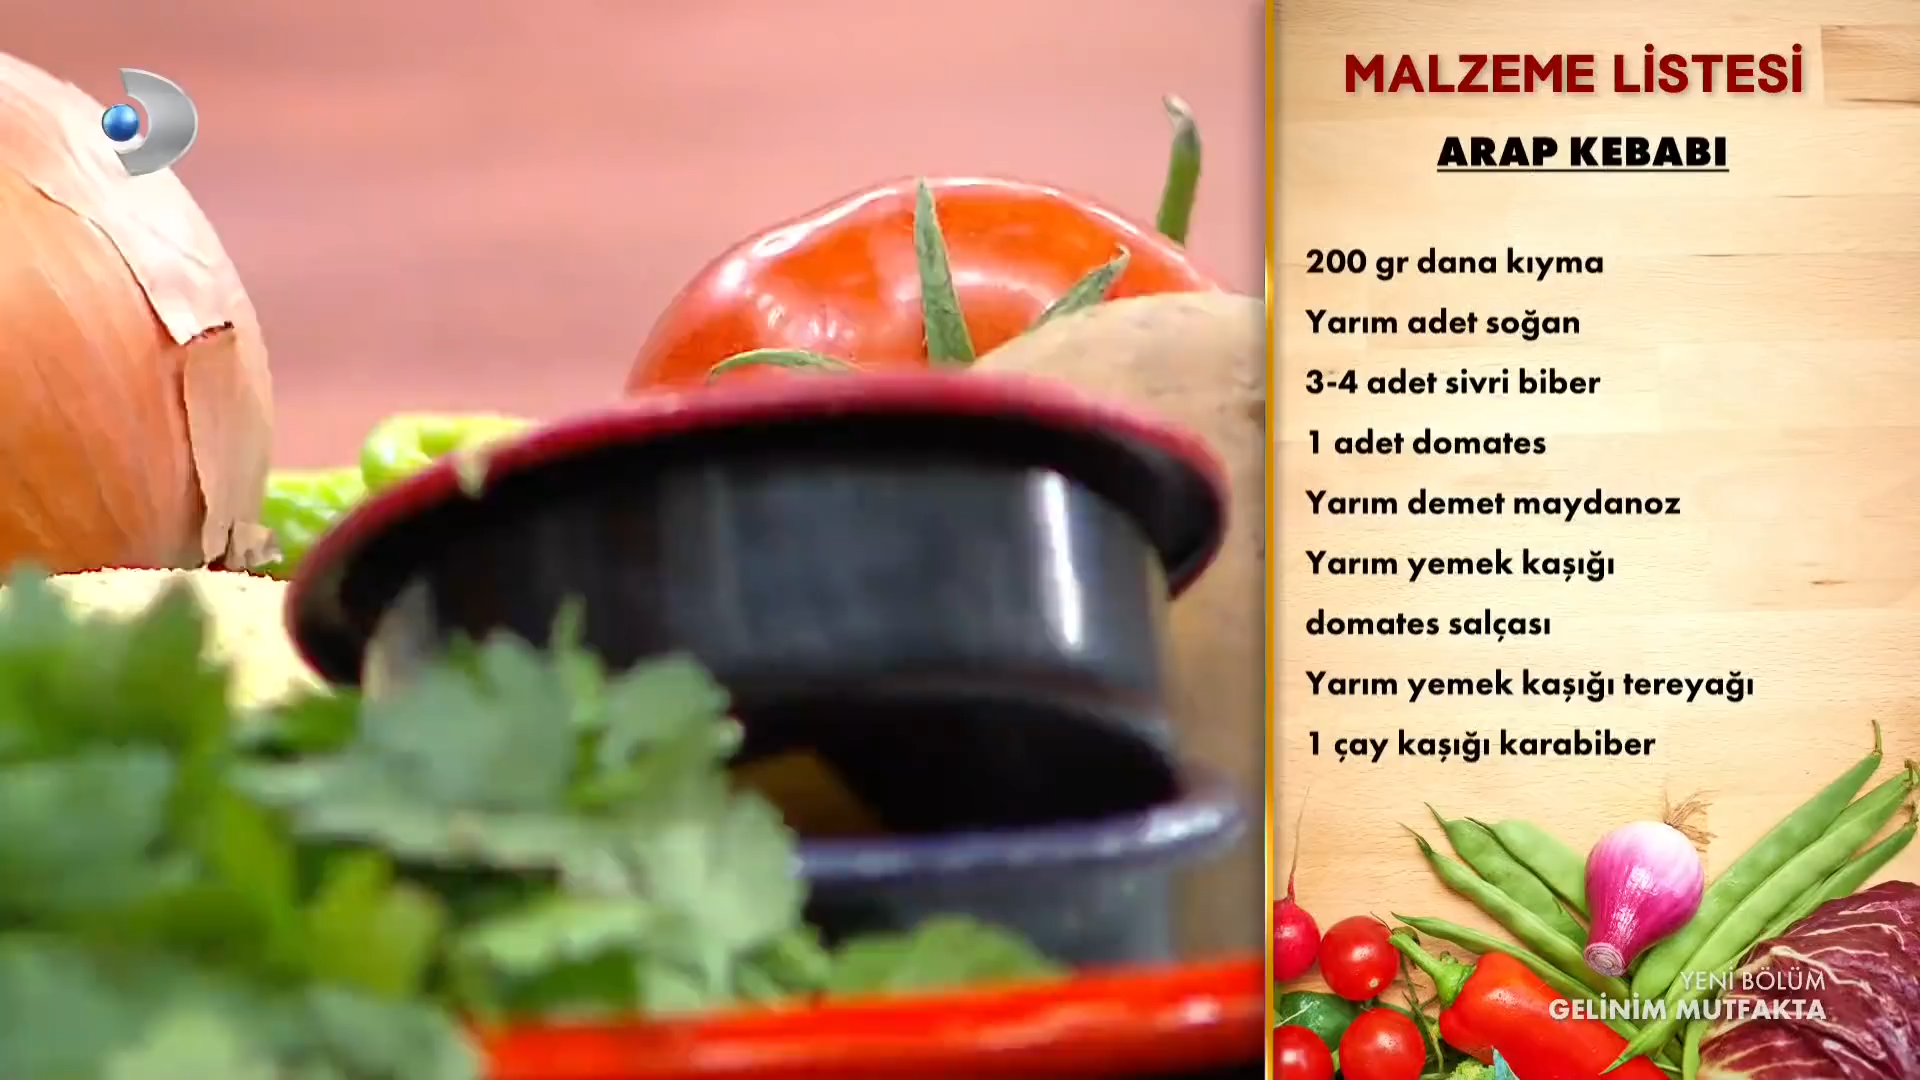 MALZEME LİSTESİ
ARAP KEBABI
200 gr dana kıyma
Yarım adet soğan
3-4 adet sivri biber
1 adet domates
Yarım demet maydanoz
Yarım yemek kaşığı
domates salçası
Yarım yemek kaşığı tereyağı
1 çay kaşığı karabiber
YENİ BÖLÜM
GELİNİM MUTFAKTA